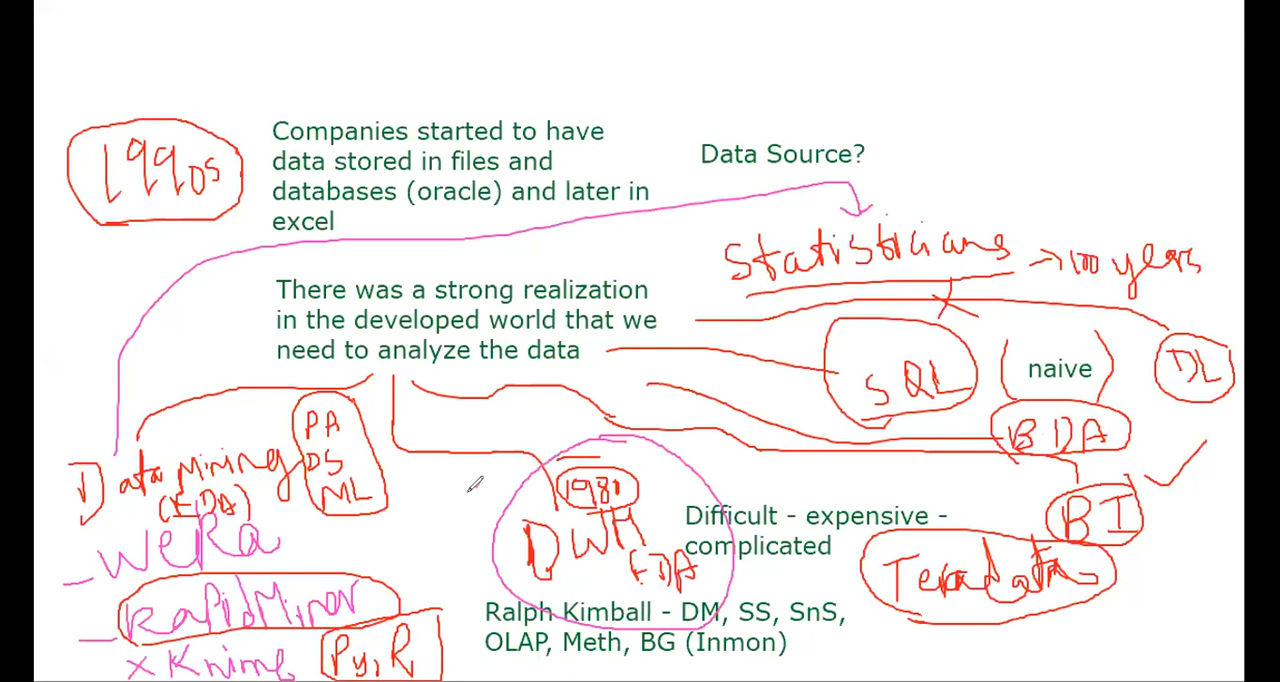 1990s
Companies started to have
data stored in files and
databases (oracle) and later in
excel
Data Source?
Statisticians → 100 years
There was a strong realization
in the developed world that we
need to analyze the data
SQL
(naive)
DL
BDA
BI
PA
DS
ML
Data Mining
(EDA)
Weka
RapidMiner
x Knime
Py, R
1980
DWH
EDA
Difficult - expensive -
complicated
Teradata
Ralph Kimball - DM, SS, SnS,
OLAP, Meth, BG (Inmon)